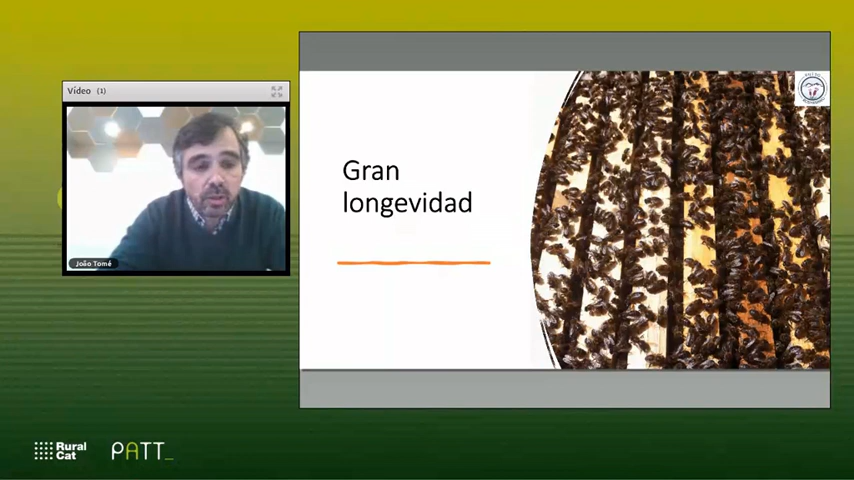 Vídeo (1)
João Tomé
Gran
longevidad
Rural
Cat
PATT_